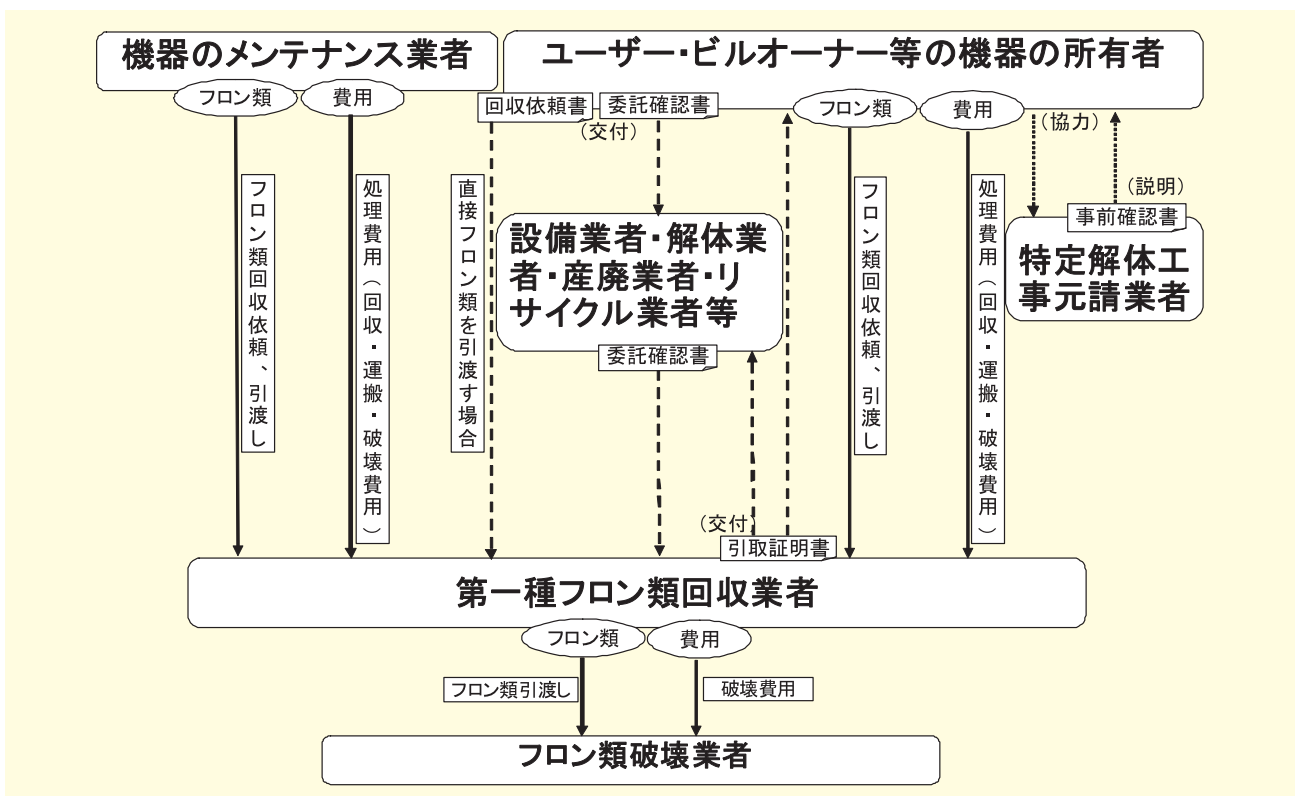 機器のメンテナンス業者
ユーザー・ビルオーナー等の機器の所有者
フロン類
費用
回収依頼書
委託確認書
(交付)
フロン類
費用
(協力)
(説明)
事前確認書
特定解体工
事元請業者
フロン類回収依頼、引渡し
処理費用(回収・運搬・破壊費用)
直接フロン類を引渡す場合
設備業者・解体業
者・産廃業者・リ
サイクル業者等
委託確認書
フロン類回収依頼、引渡し
処理費用(回収・運搬・破壊費用)
(交付)
引取証明書
第一種フロン類回収業者
フロン類
費用
フロン類引渡し
破壊費用
フロン類破壊業者